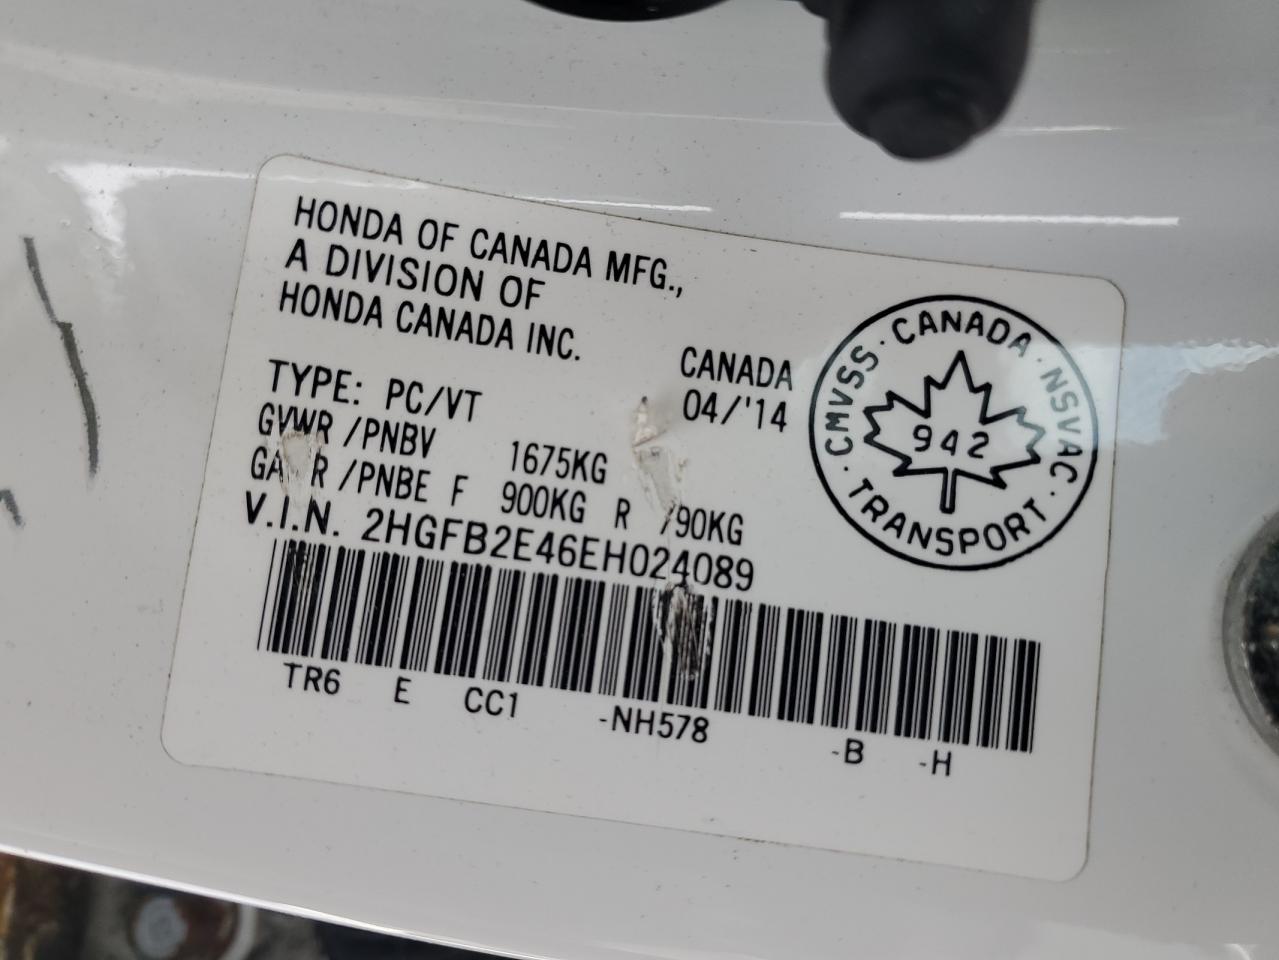 HONDA OF CANADA MFG.,
A DIVISION OF
HONDA CANADA INC.
CANADA
04/'14
TYPE: PC/VT
GVWR /PNBV 1675KG
/PNBE F 900KG R 790KG
V.I.N. 2HGFB2E46EH024089
TR6 E CC1 -NH578 -B -H
CMVSS · CANADA · NSVAC · TRANSPORT ·
942